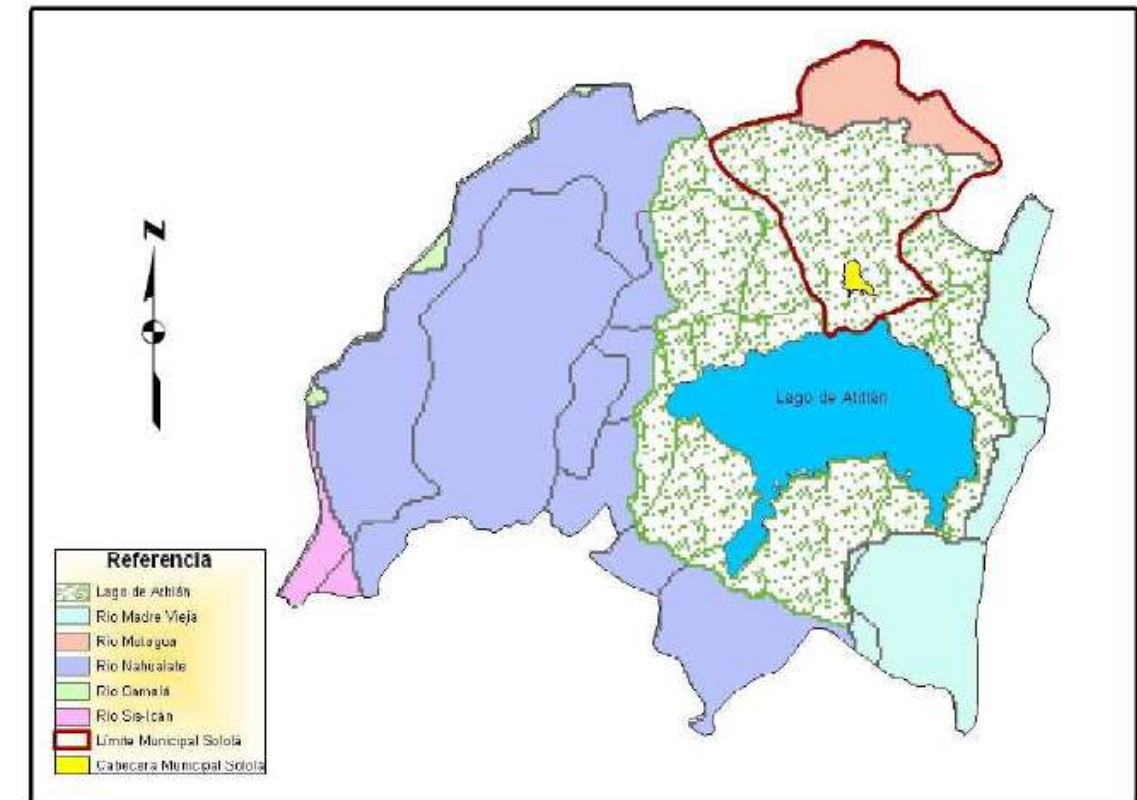 N
Lago de Atitlán
Referencia
Lago de Atitlán
Río Madre Vieja
Río Motagua
Río Nahualate
Río Samalá
Río Sis-Icán
Límite Municipal Sololá
Cabecera Municipal Sololá